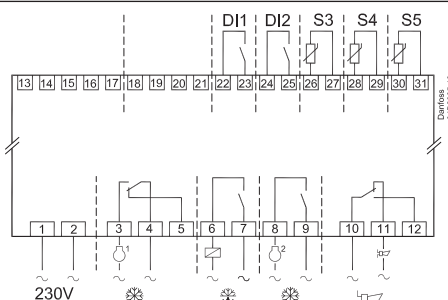 DI1 DI2 S3 S4 S5
13 14 15 16 17 18 19 20 21 22 23 24 25 26 27 28 29 30 31
Danfoss
1 2 3 4 5 6 7 8 9 10 11 12
1 2
230V